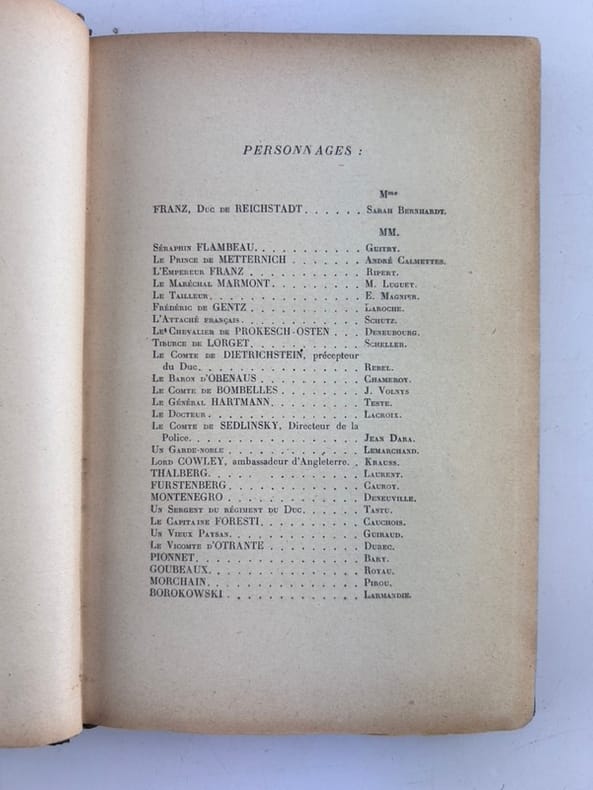 PERSONNAGES :
Mme
FRANZ, Duc de REICHSTADT . . . . . . Sarah Bernhardt.
MM.
Séraphin FLAMBEAU. . . . . . . . . . Guitry.
Le Prince de METTERNICH . . . . . . . André Calmettes.
L'Empereur FRANZ . . . . . . . . . . Ripert.
Le Maréchal MARMONT. . . . . . . . . M. Luguet.
Le Tailleur. . . . . . . . . . . . . E. Magnier.
Frédéric de GENTZ . . . . . . . . . . Laroche.
L'Attaché français. . . . . . . . . . Schutz.
Le Chevalier de PROKESCH-OSTEN . . . Deneubourg.
Tiburce de LORGET. . . . . . . . . . Scheller.
Le Comte de DIETRICHSTEIN, précepteur
du Duc. . . . . . . . . . . . . . . Rebel.
Le Baron d'OBENAUS . . . . . . . . . Chameroy.
Le Comte de BOMBELLES . . . . . . . . J. Volnys
Le Général HARTMANN. . . . . . . . . Teste.
Le Docteur. . . . . . . . . . . . . . Lacroix.
Le Comte de SEDLINSKY, Directeur de la
Police. . . . . . . . . . . . . . . Jean Dara.
Un Garde-noble . . . . . . . . . . . Lemarchand.
Lord COWLEY, ambassadeur d'Angleterre. . Krauss.
THALBERG. . . . . . . . . . . . . . . Laurent.
FURSTENBERG . . . . . . . . . . . . . Cauroy.
MONTENEGRO . . . . . . . . . . . . . Deneuville.
Un Sergent du régiment du Duc. . . . . Tastu.
Le Capitaine FORESTI. . . . . . . . . Cauchois.
Un Vieux Paysan. . . . . . . . . . . Guiraud.
Le Vicomte d'OTRANTE . . . . . . . . Durec.
PIONNET . . . . . . . . . . . . . . . Bary.
GOUBEAUX. . . . . . . . . . . . . . . Royau.
MORCHAIN. . . . . . . . . . . . . . . Pirou.
BOROKOWSKI . . . . . . . . . . . . . Larmandie.